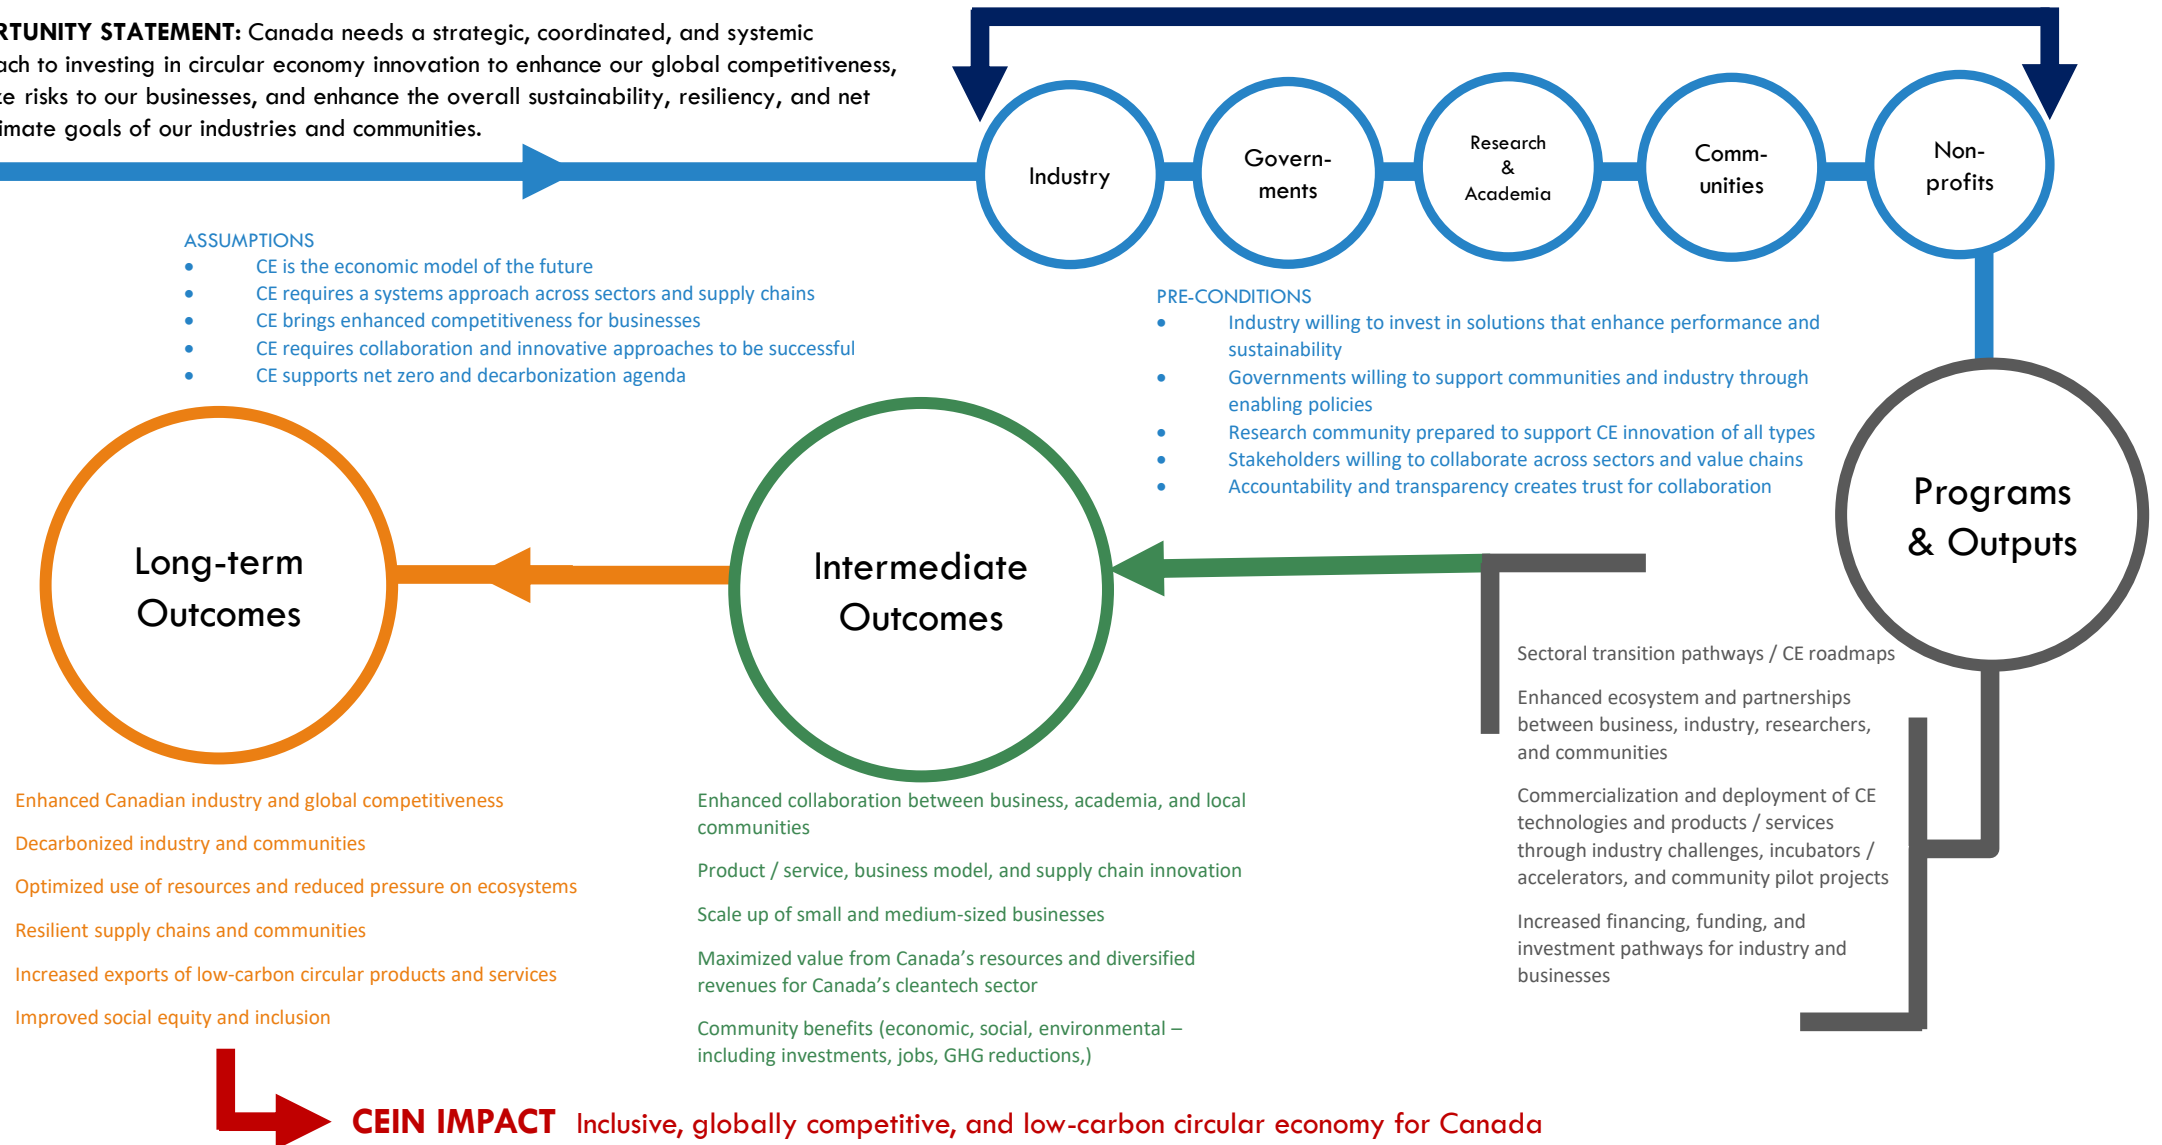 RTUNITY STATEMENT: Canada needs a strategic, coordinated, and systemic
ach to investing in circular economy innovation to enhance our global competitiveness,
ze risks to our businesses, and enhance the overall sustainability, resiliency, and net
limate goals of our industries and communities.
Industry
Govern-
ments
Research
&
Academia
Comm-
unities
Non-
profits
ASSUMPTIONS
• CE is the economic model of the future
• CE requires a systems approach across sectors and supply chains
• CE brings enhanced competitiveness for businesses
• CE requires collaboration and innovative approaches to be successful
• CE supports net zero and decarbonization agenda
PRE-CONDITIONS
• Industry willing to invest in solutions that enhance performance and
sustainability
• Governments willing to support communities and industry through
enabling policies
• Research community prepared to support CE innovation of all types
• Stakeholders willing to collaborate across sectors and value chains
• Accountability and transparency creates trust for collaboration
Programs
& Outputs
Sectoral transition pathways / CE roadmaps
Enhanced ecosystem and partnerships
between business, industry, researchers,
and communities
Commercialization and deployment of CE
technologies and products / services
through industry challenges, incubators /
accelerators, and community pilot projects
Increased financing, funding, and
investment pathways for industry and
businesses
Intermediate
Outcomes
Enhanced collaboration between business, academia, and local
communities
Product / service, business model, and supply chain innovation
Scale up of small and medium-sized businesses
Maximized value from Canada’s resources and diversified
revenues for Canada’s cleantech sector
Community benefits (economic, social, environmental –
including investments, jobs, GHG reductions,)
Long-term
Outcomes
Enhanced Canadian industry and global competitiveness
Decarbonized industry and communities
Optimized use of resources and reduced pressure on ecosystems
Resilient supply chains and communities
Increased exports of low-carbon circular products and services
Improved social equity and inclusion
CEIN IMPACT Inclusive, globally competitive, and low-carbon circular economy for Canada